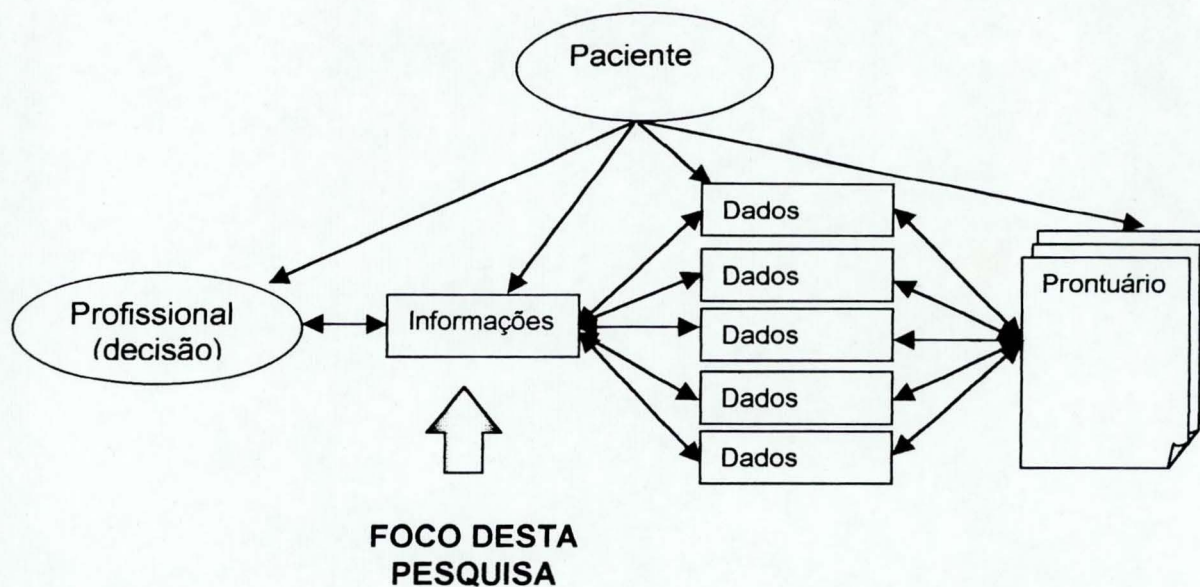 Paciente
Dados
Dados
Prontuário
Profissional
(decisão)
Informações
Dados
Dados
Dados
FOCO DESTA
PESQUISA